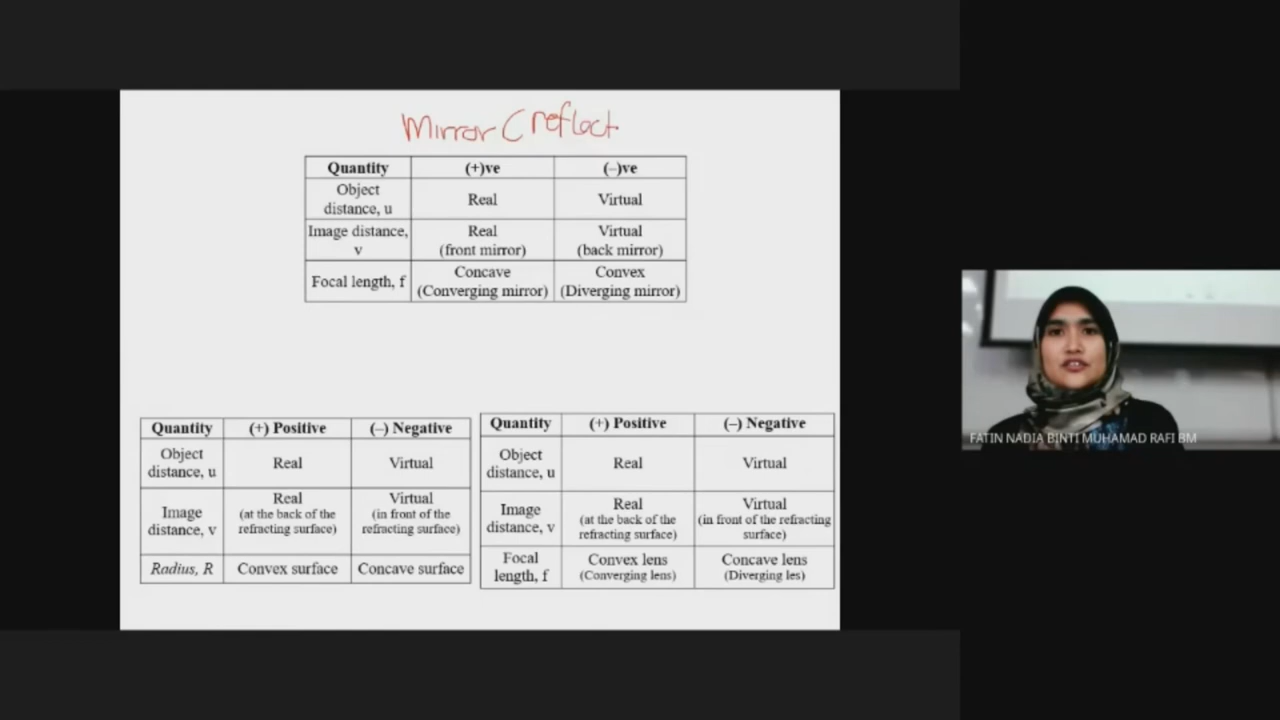 Mirror (reflect
Quantity (+)ve (–)ve
Object distance, u Real Virtual
Image distance, v Real (front mirror) Virtual (back mirror)
Focal length, f Concave (Converging mirror) Convex (Diverging mirror)
Quantity (+) Positive (–) Negative
Object distance, u Real Virtual
Image distance, v Real (at the back of the refracting surface) Virtual (in front of the refracting surface)
Radius, R Convex surface Concave surface
Quantity (+) Positive (–) Negative
Object distance, u Real Virtual
Image distance, v Real (at the back of the refracting surface) Virtual (in front of the refracting surface)
Focal length, f Convex lens (Converging lens) Concave lens (Diverging les)
FATIN NADIA BINTI MUHAMAD RAFI BM